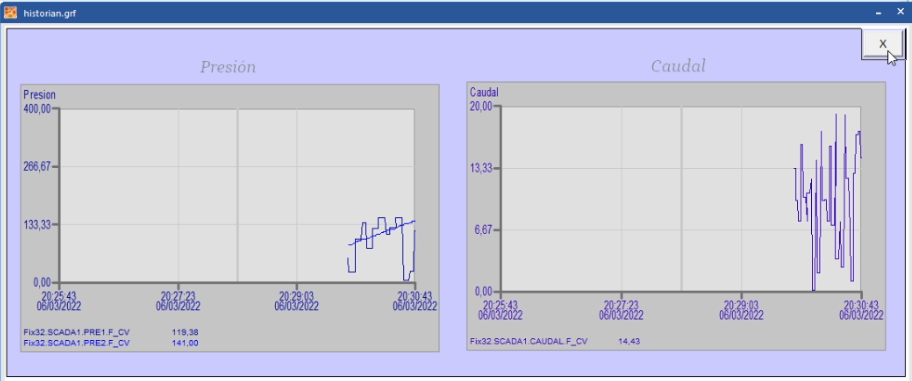 historian.grf
X
Presión
Caudal
Presion
400,00
266,67
133,33
0,00
20:25:43 20:27:23 20:29:03 20:30:43
06/03/2022 06/03/2022 06/03/2022 06/03/2022
Fix32.SCADA1.PRE1.F_CV 119,38
Fix32.SCADA1.PRE2.F_CV 141,00
Caudal
20,00
13,33
6,67
0,00
20:25:43 20:27:23 20:29:03 20:30:43
06/03/2022 06/03/2022 06/03/2022 06/03/2022
Fix32.SCADA1.CAUDAL.F_CV 14,43